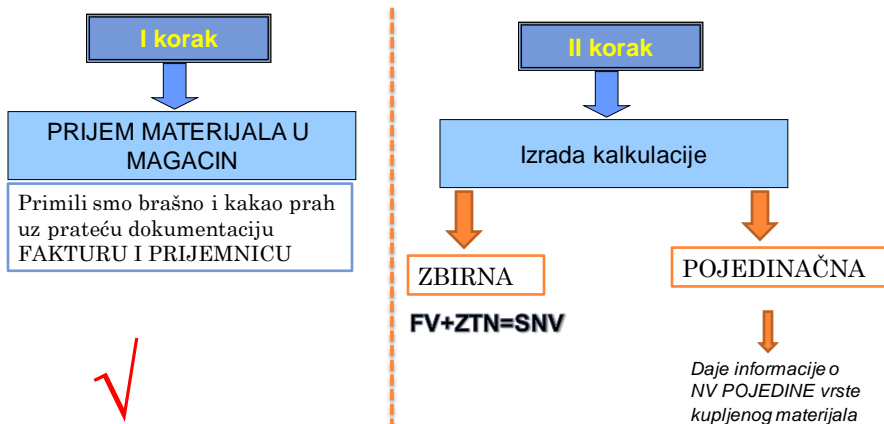 I korak
PRIJEM MATERIJALA U
MAGACIN
Primili smo brašno i kakao prah
uz prateću dokumentaciju
FAKTURU I PRIJEMNICU
II korak
Izrada kalkulacije
ZBIRNA
FV+ZTN=SNV
POJEDINAČNA
Daje informacije o
NV POJEDINE vrste
kupljenog materijala